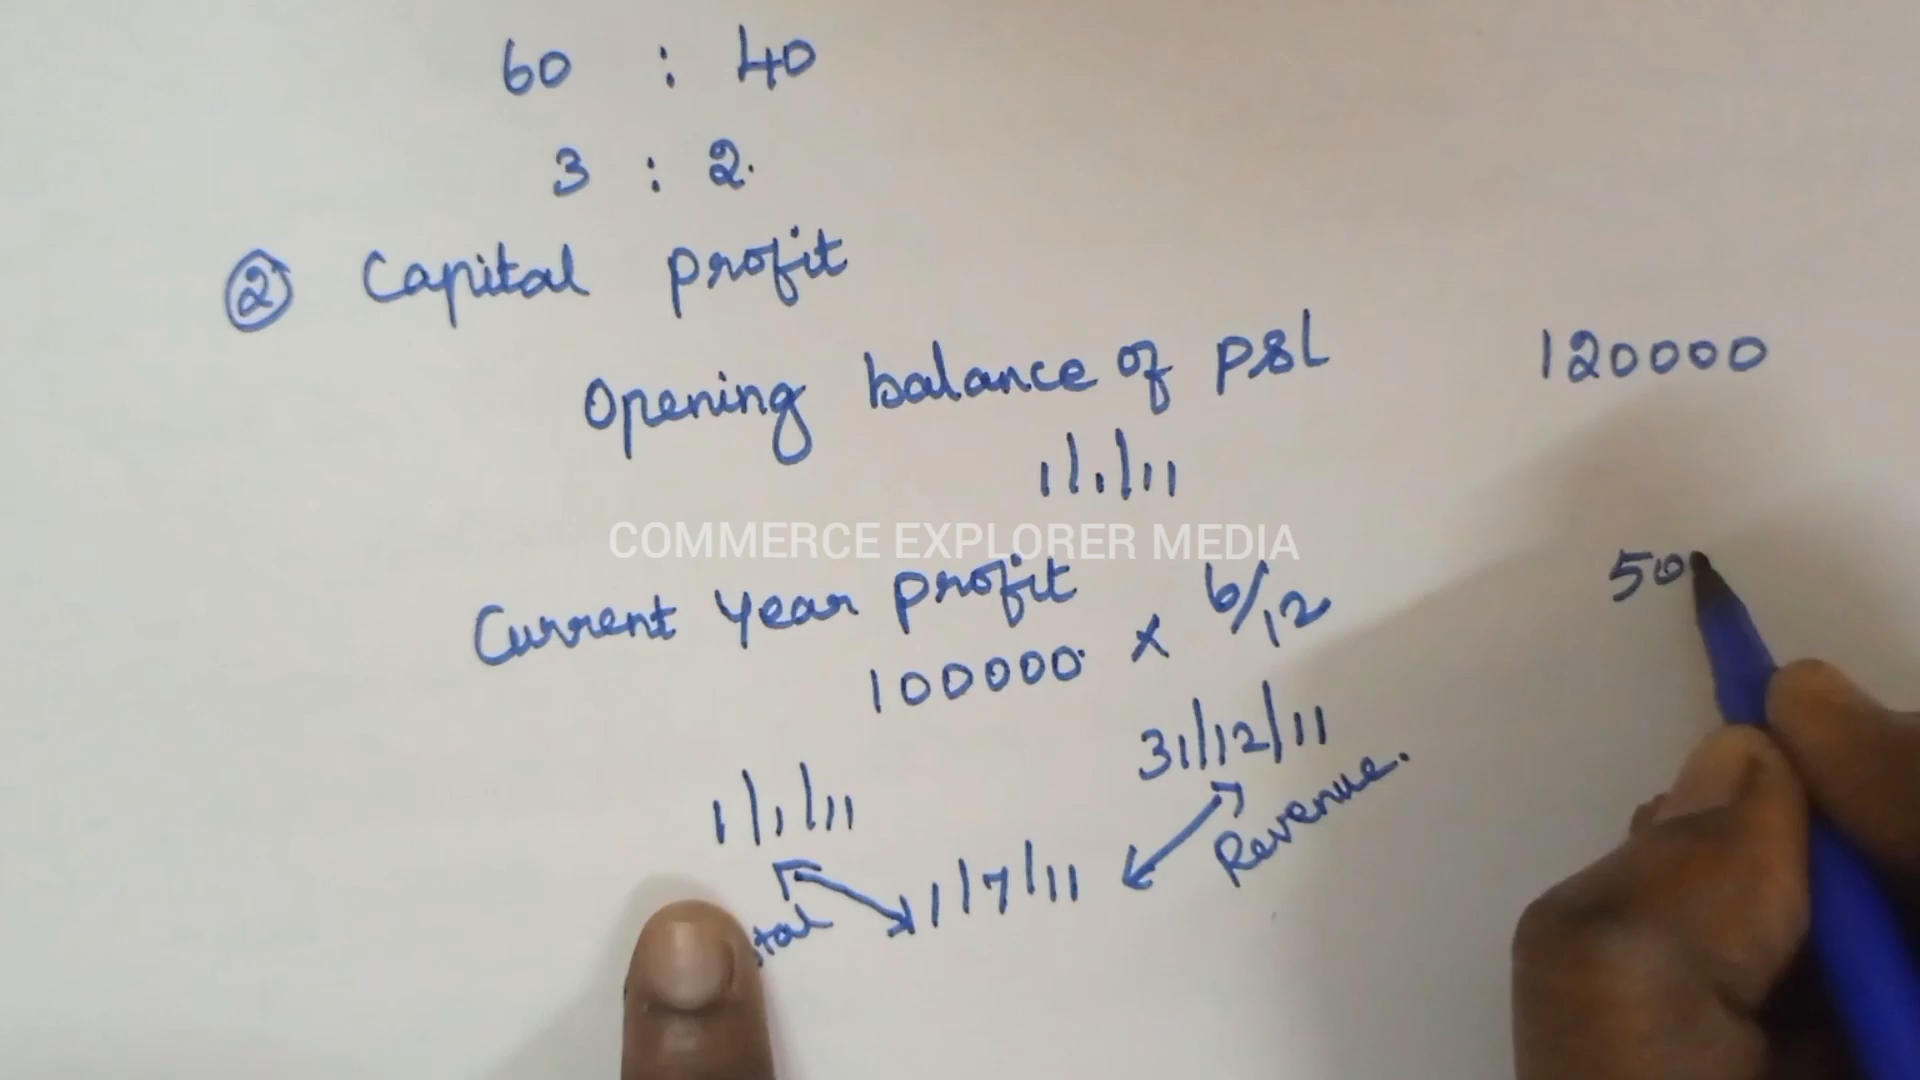 60 : 40
3 : 2.
② Capital profit
Opening balance of P&L 120000
1/1/11
COMMERCE EXPLORER MEDIA
Current Year profit
100000 × 6/12 500
1/1/11 31/12/11
1/7/11 Revenue.